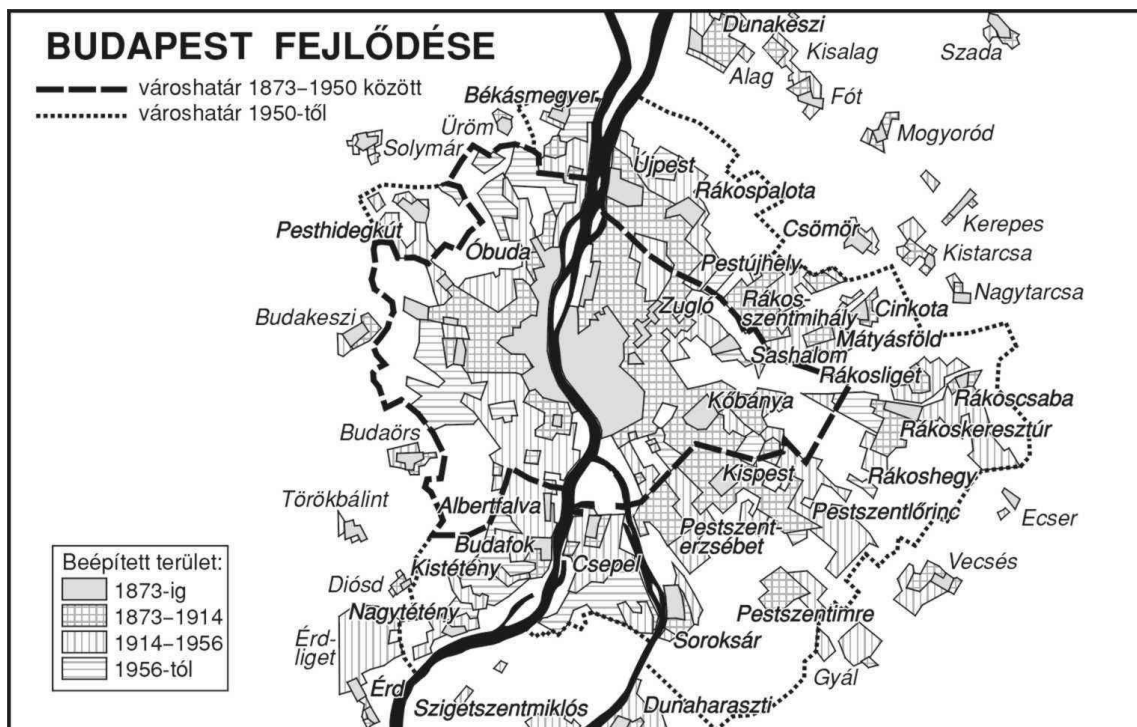 BUDAPEST FEJLŐDÉSE
városhatár 1873–1950 között
városhatár 1950-től
Dunakeszi
Kisalag
Szada
Alag
Fót
Békásmegyer
Üröm
Solymár
Mogyoród
Újpest
Rákospalota
Kerepes
Csömör
Kistarcsa
Pesthidegkút
Óbuda
Pestújhely
Nagytarcsa
Zugló
Rákos-
szentmihály
Cinkota
Budakeszi
Mátyásföld
Sashalom
Rákosliget
Kőbánya
Rákoscsaba
Rákoskeresztúr
Budaörs
Kispest
Rákoshegy
Törökbálint
Albertfalva
Pestszentlőrinc
Ecser
Pestszent-
erzsébet
Budafok
Csepel
Kistétény
Vecsés
Diósd
Nagytétény
Pestszentimre
Soroksár
Érd-
liget
Gyál
Érd
Szigetszentmiklós
Dunaharaszti
Beépített terület:
1873-ig
1873–1914
1914–1956
1956-tól